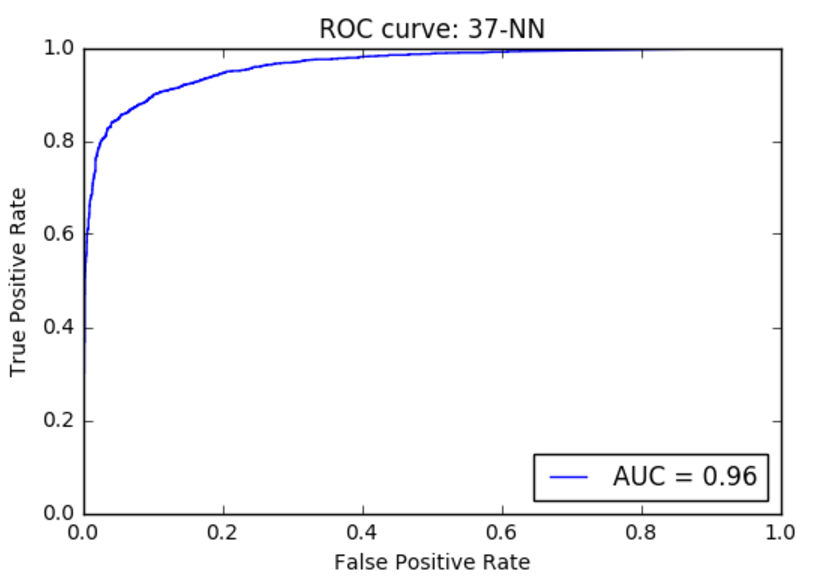 ROC curve: 37-NN
1.0
0.8
0.6
0.4
0.2
0.0
True Positive Rate
AUC = 0.96
0.0 0.2 0.4 0.6 0.8 1.0
False Positive Rate